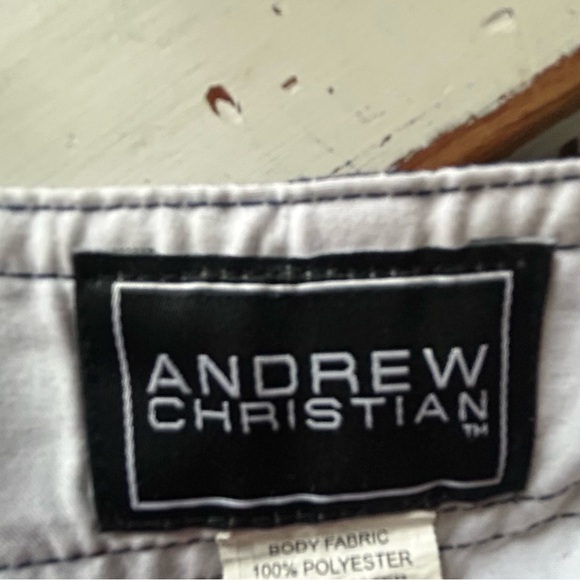 ANDREW
CHRISTIAN
TM
BODY FABRIC
100% POLYESTER